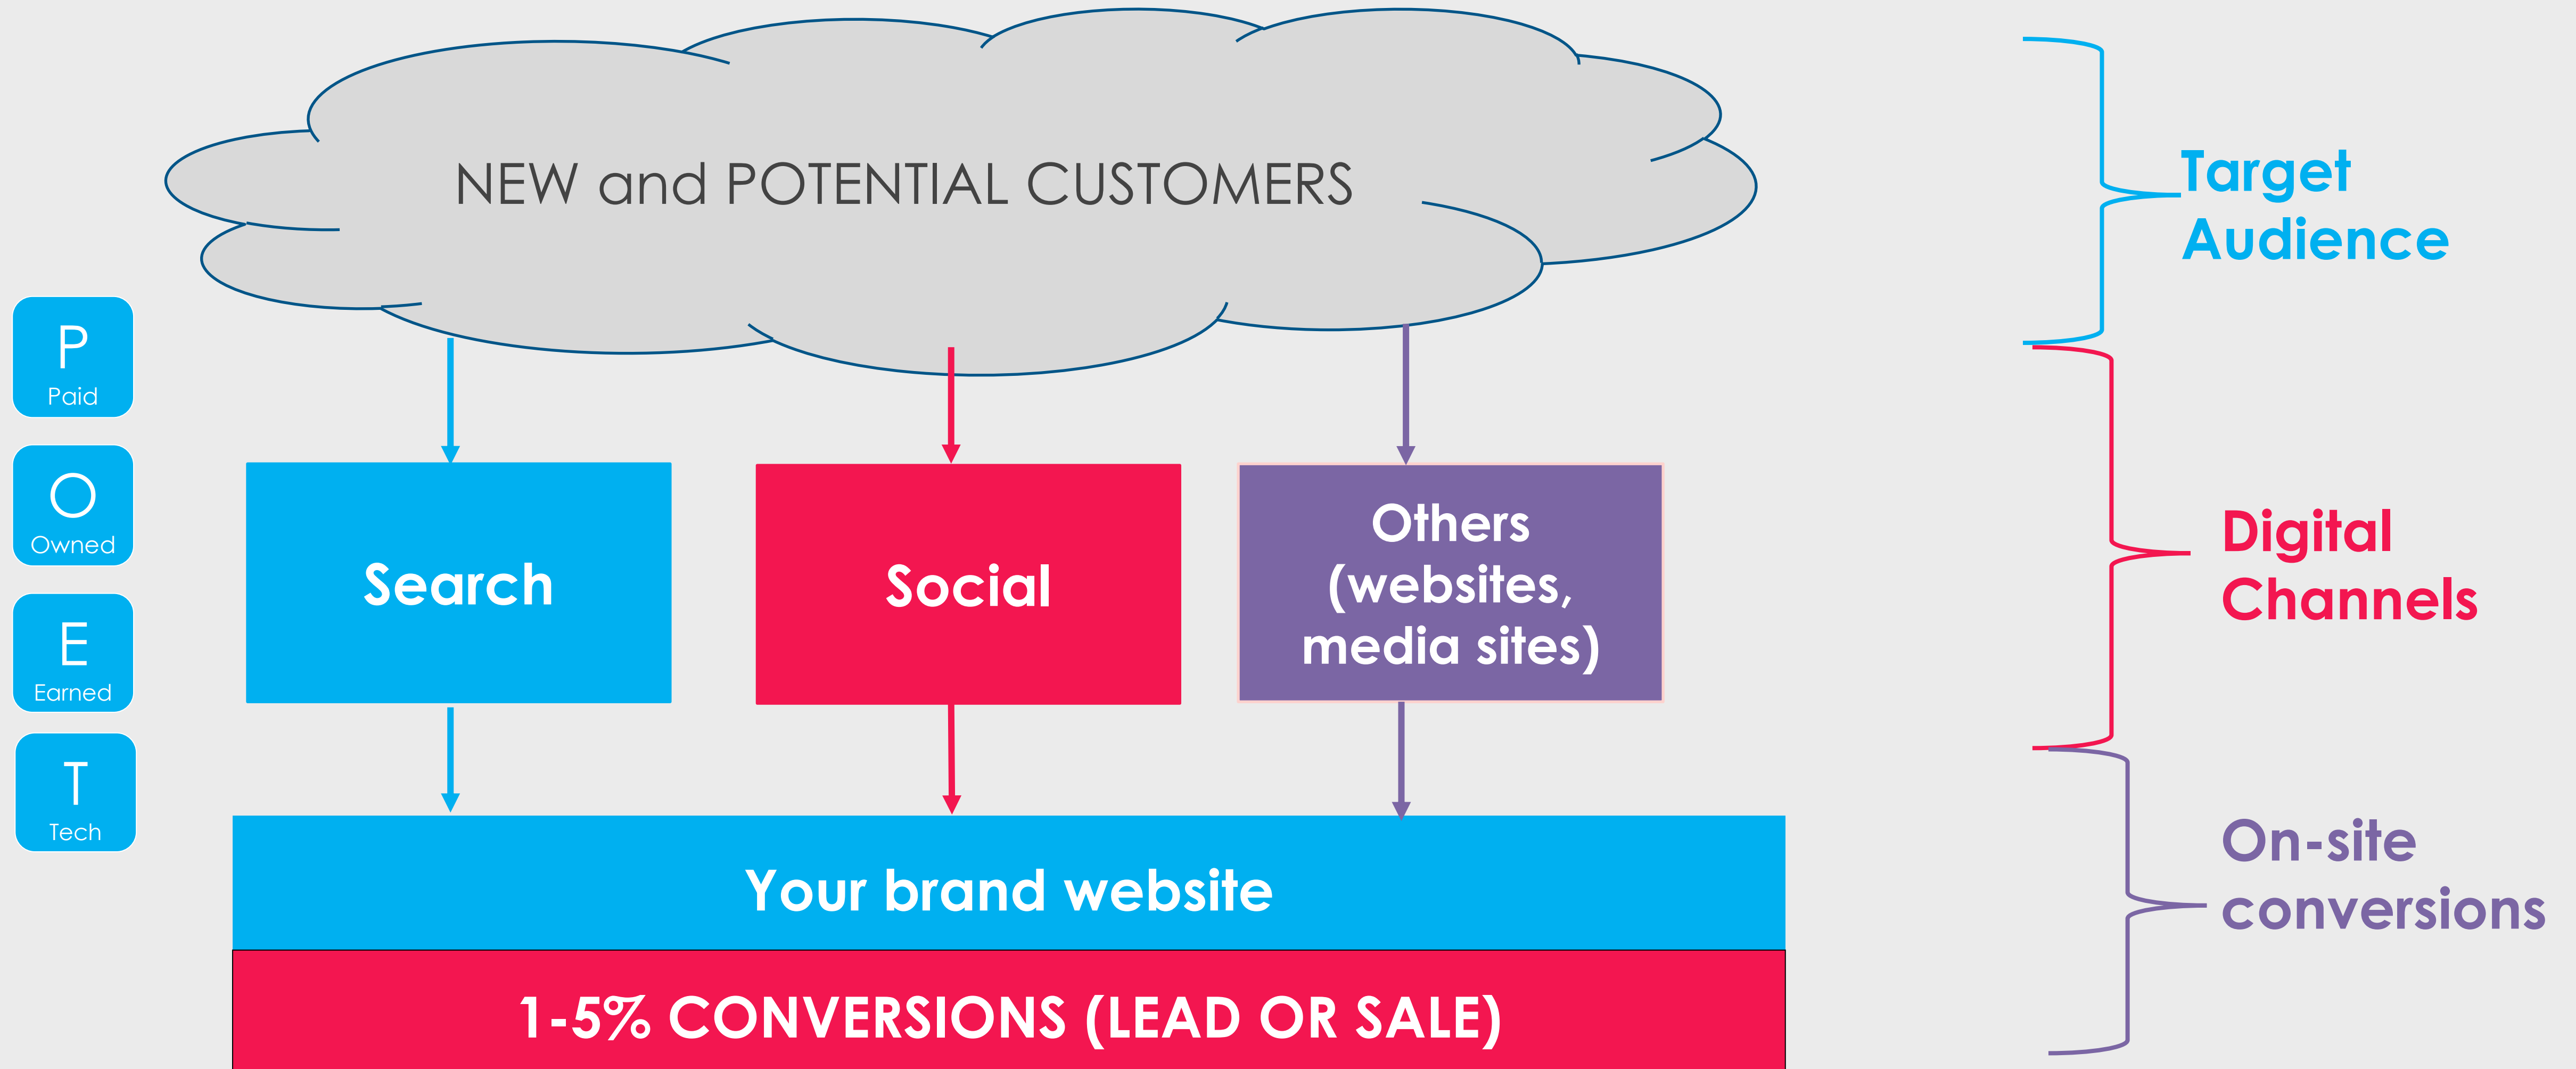 NEW and POTENTIAL CUSTOMERS
Target
Audience
P
Paid
O
Owned
E
Earned
T
Tech
Search
Social
Others
(websites,
media sites)
Digital
Channels
Your brand website
1-5% CONVERSIONS (LEAD OR SALE)
On-site
conversions